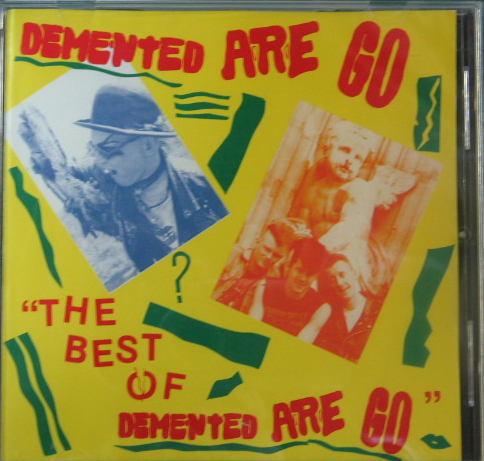 DEMENTED ARE GO
?
"THE
BEST
OF
DEMENTED ARE GO"